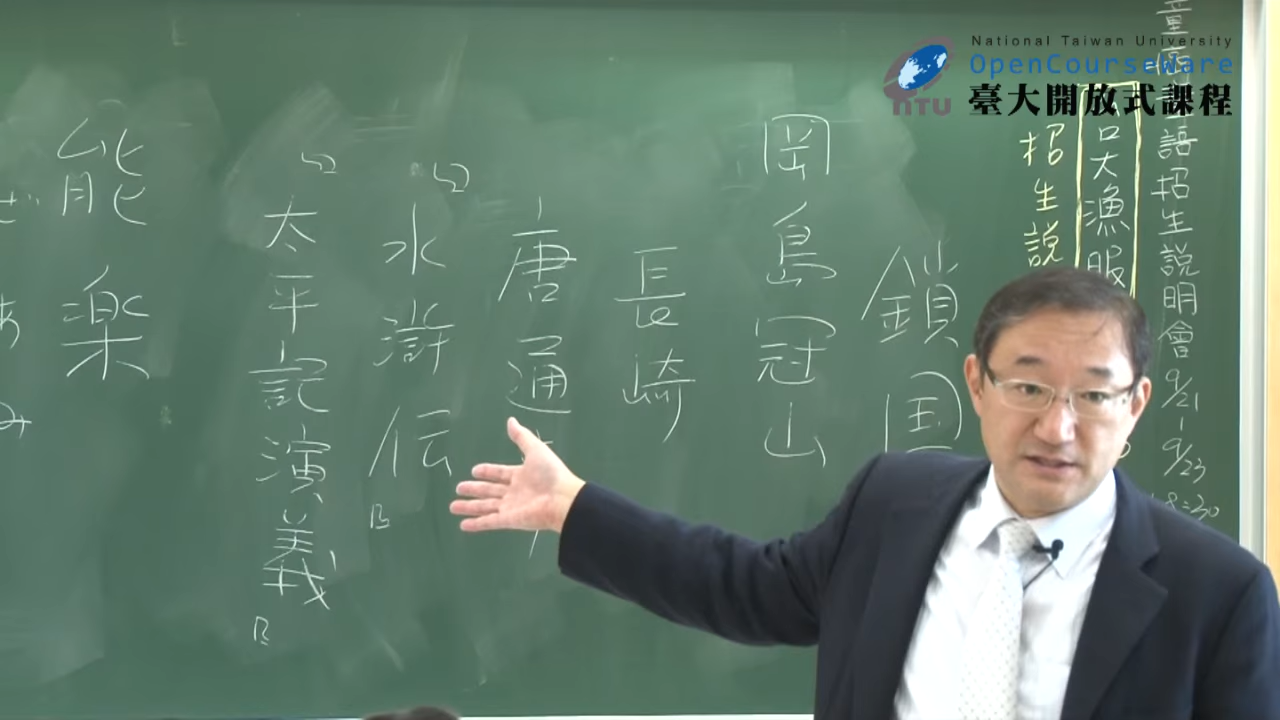 National Taiwan University
OpenCourseware
NTU 臺大開放式課程
語招生説明會9/21-9/23
台大漁服
招生説
鎖国
岡島冠山
長崎
唐通
『水滸伝』
『太平記演義』
能楽